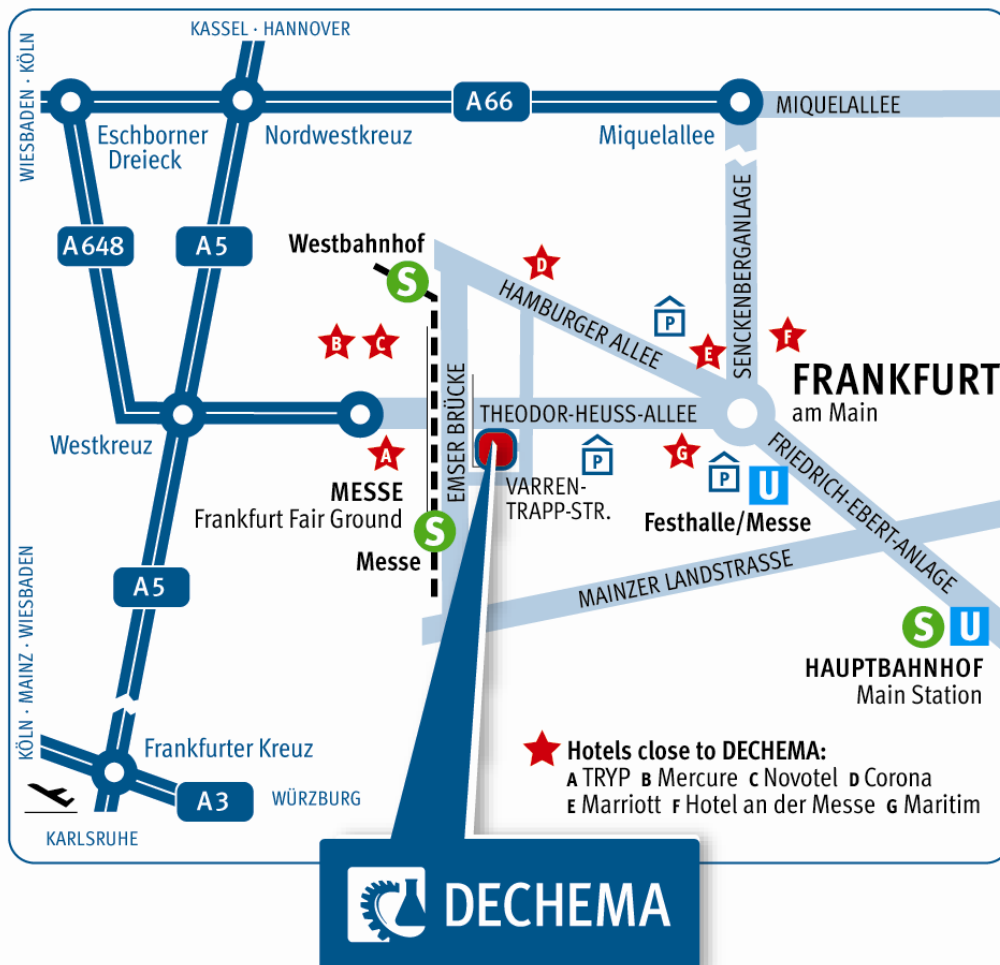 KASSEL · HANNOVER
WIESBADEN · KÖLN
A66
MIQUELALLEE
Eschborner
Dreieck
Nordwestkreuz
Miquelallee
A648
A5
Westbahnhof
S
D
HAMBURGER ALLEE
SENCKENBERGANLAGE
P
B
C
E
F
FRANKFURT
am Main
THEODOR-HEUSS-ALLEE
Westkreuz
EMSER BRÜCKE
A
G
P
P
U
FRIEDRICH-EBERT-ANLAGE
MESSE
Frankfurt Fair Ground
VARREN-
TRAPP-STR.
Festhalle/Messe
S
Messe
MAINZER LANDSTRASSE
A5
KÖLN · MAINZ · WIESBADEN
S
U
HAUPTBAHNHOF
Main Station
Frankfurter Kreuz
A3
WÜRZBURG
KARLSRUHE
Hotels close to DECHEMA:
A TRYP B Mercure C Novotel D Corona
E Marriott F Hotel an der Messe G Maritim
DECHEMA